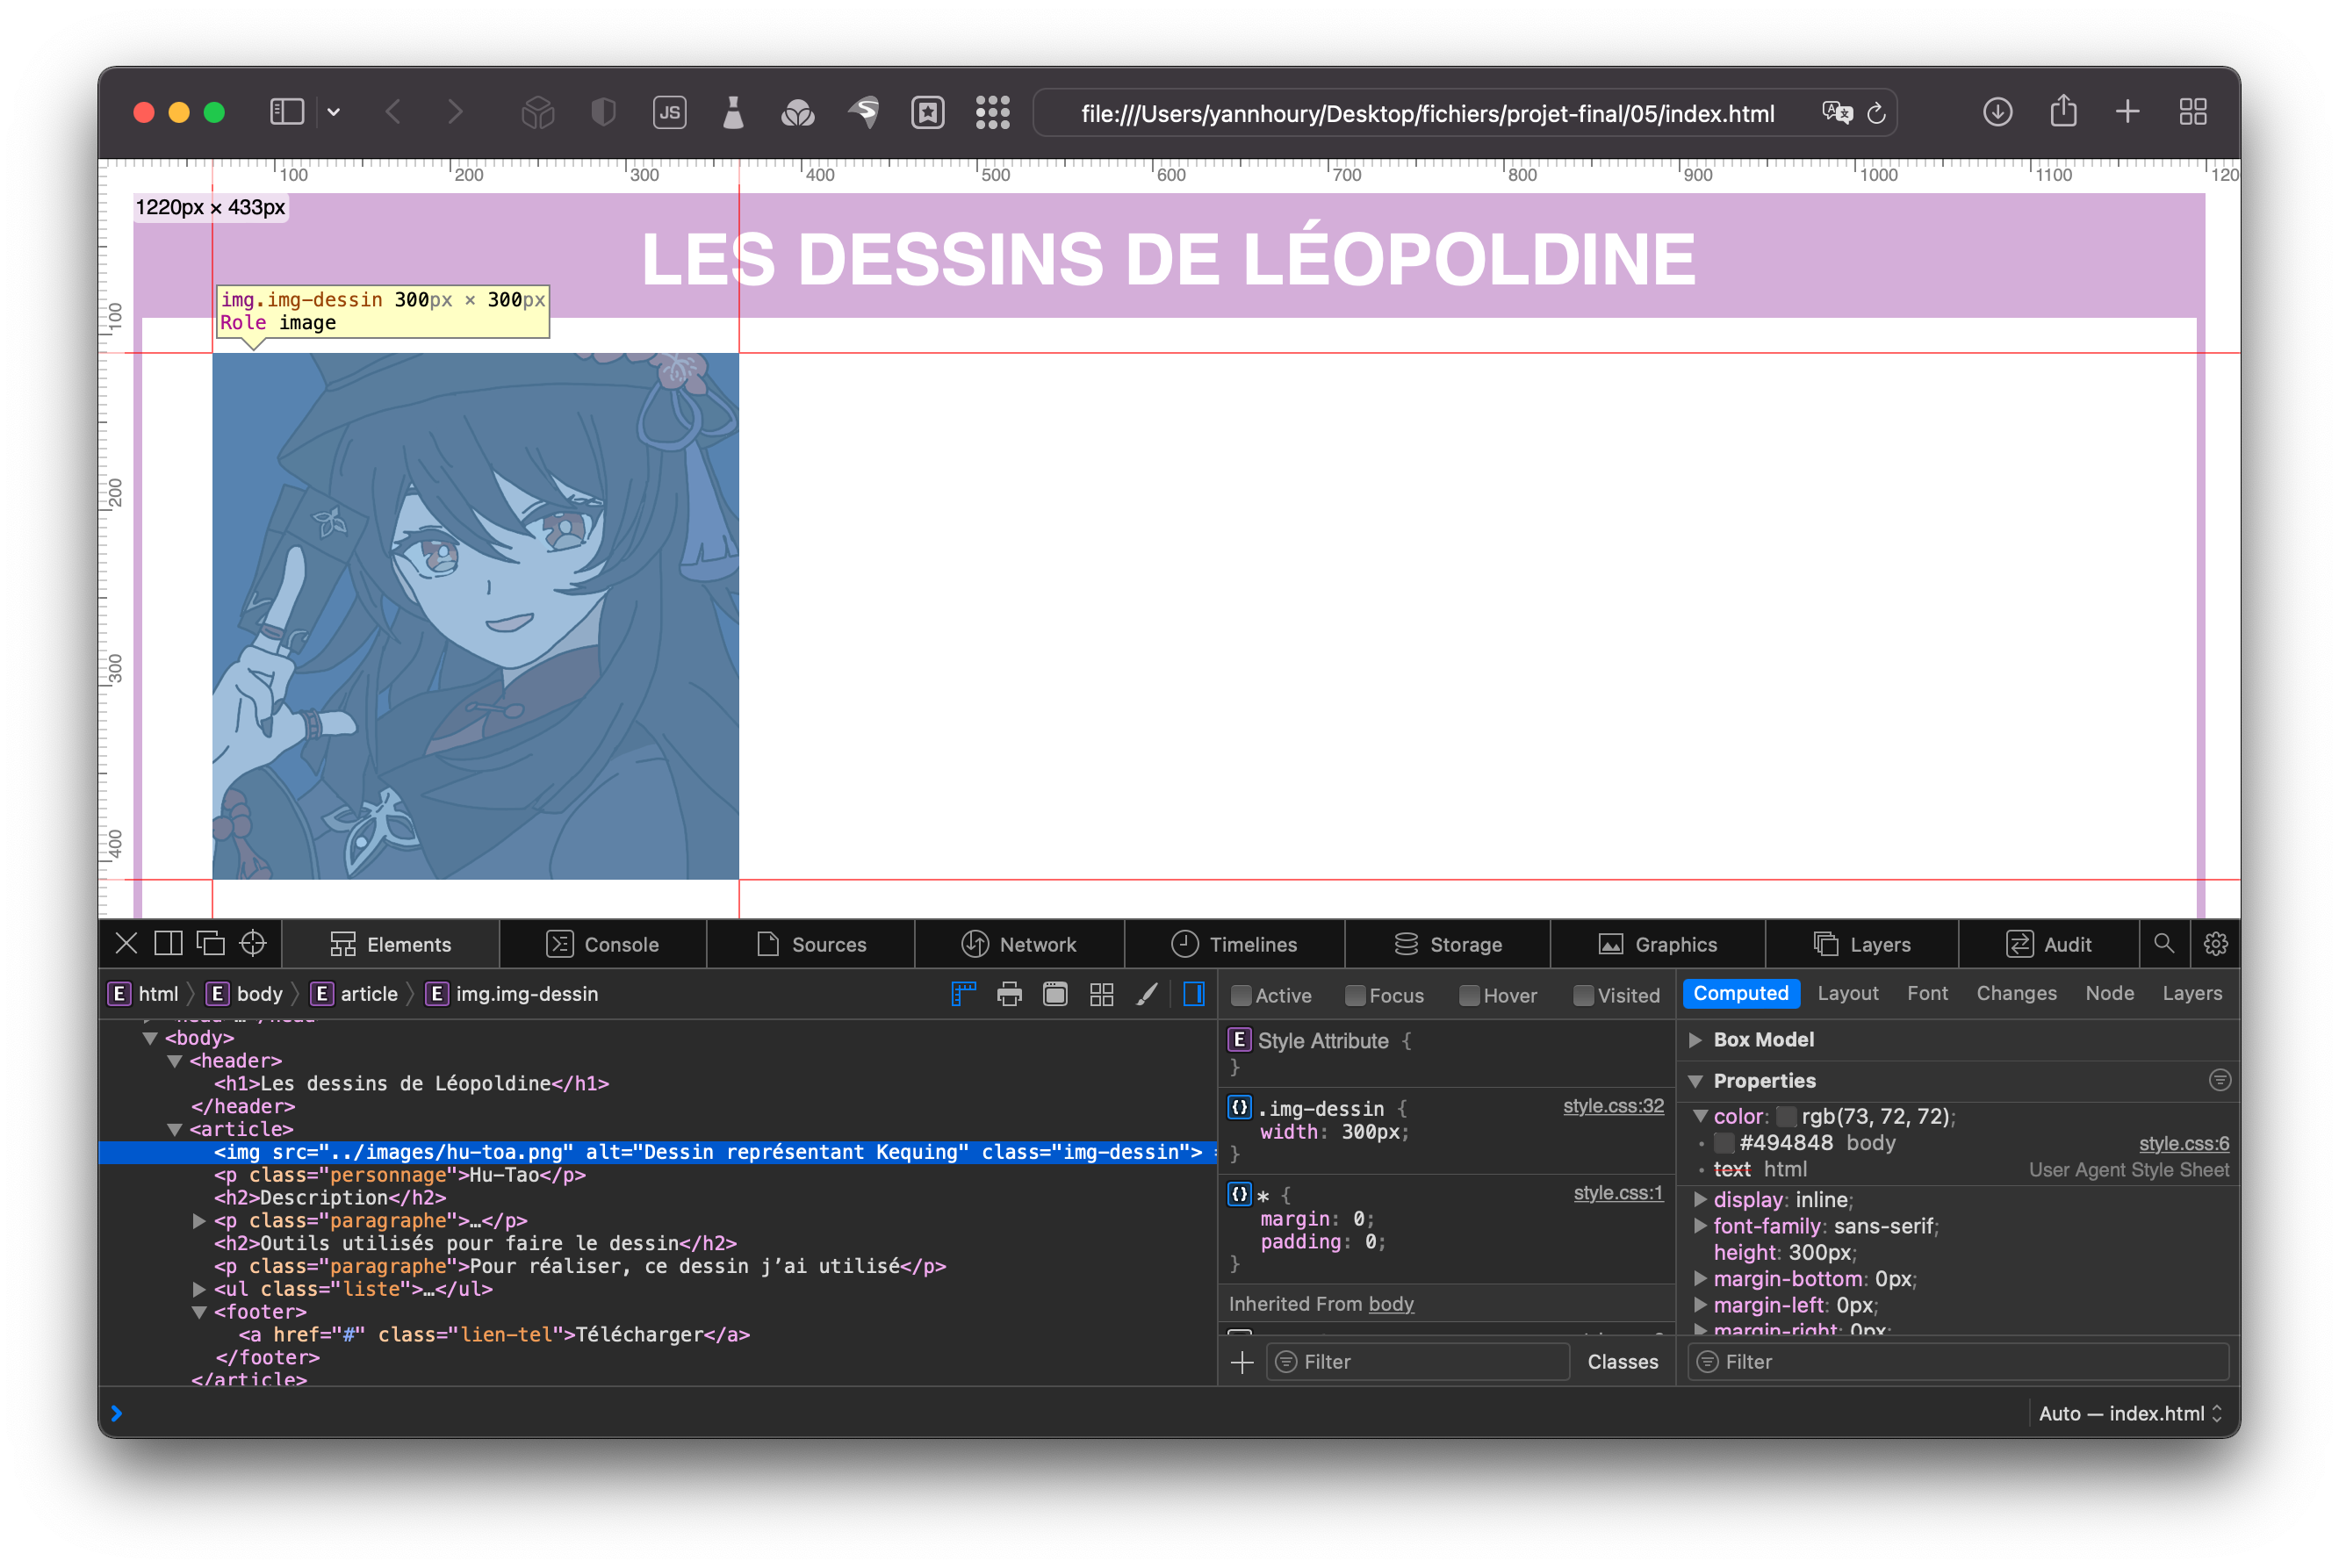 JS
file:///Users/yannhoury/Desktop/fichiers/projet-final/05/index.html
100 200 300 400 500 600 700 800 900 1000 1100 120
1220px × 433px
LES DESSINS DE LÉOPOLDINE
img.img-dessin 300px × 300px
Role image
100
200
300
400
Elements Console Sources Network Timelines Storage Graphics Layers Audit
E html E body E article E img.img-dessin
<body>
<header>
<h1>Les dessins de Léopoldine</h1>
</header>
<article>
<img src="../images/hu-toa.png" alt="Dessin représentant Kequing" class="img-dessin"> =
<p class="personnage">Hu-Tao</p>
<h2>Description</h2>
<p class="paragraphe">…</p>
<h2>Outils utilisés pour faire le dessin</h2>
<p class="paragraphe">Pour réaliser, ce dessin j’ai utilisé</p>
<ul class="liste">…</ul>
<footer>
<a href="#" class="lien-tel">Télécharger</a>
</footer>
</article>
Active Focus Hover Visited
E Style Attribute {
}
{} .img-dessin { style.css:32
width: 300px;
}
{} * { style.css:1
margin: 0;
padding: 0;
}
Inherited From body
Filter Classes
Computed Layout Font Changes Node Layers
Box Model
Properties
color: rgb(73, 72, 72);
#494848 body style.css:6
text html User Agent Style Sheet
display: inline;
font-family: sans-serif;
height: 300px;
margin-bottom: 0px;
margin-left: 0px;
margin-right: 0px;
Filter
Auto — index.html